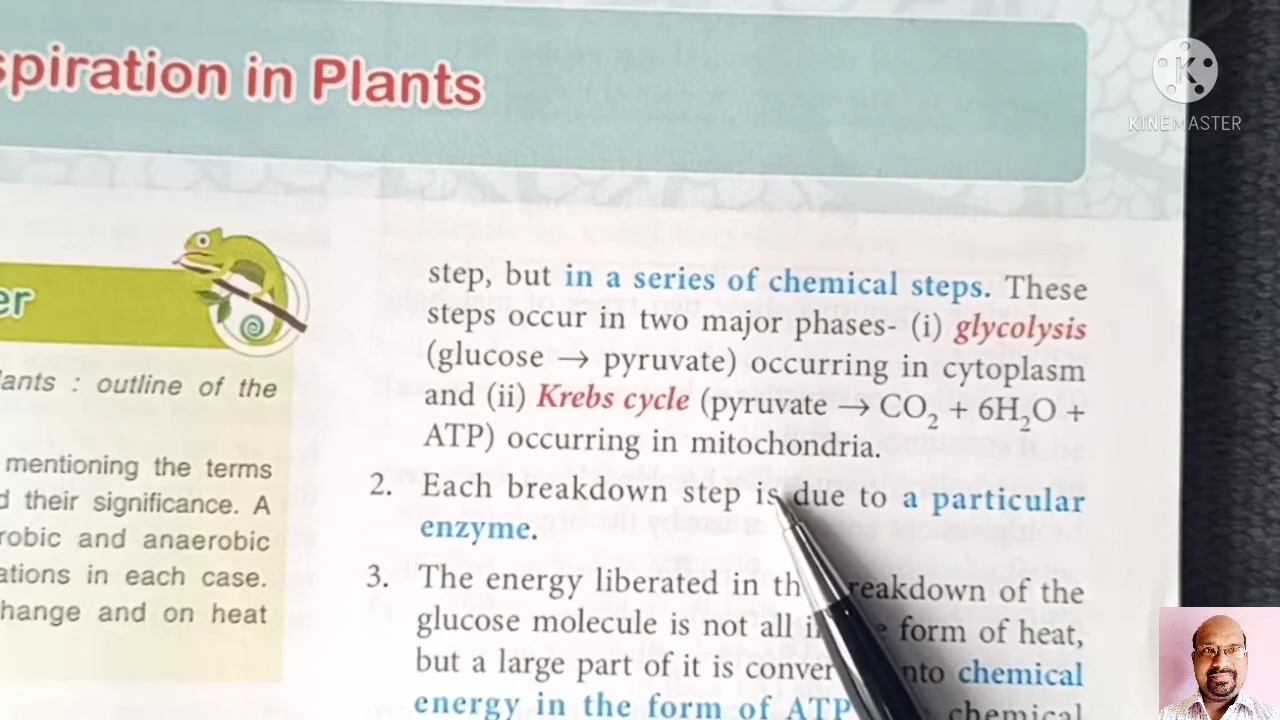 spiration in Plants
K
KINEMASTER
er
lants : outline of the
mentioning the terms
d their significance. A
robic and anaerobic
ations in each case.
change and on heat
step, but in a series of chemical steps. These
steps occur in two major phases- (i) glycolysis
(glucose → pyruvate) occurring in cytoplasm
and (ii) Krebs cycle (pyruvate → CO₂ + 6H₂O +
ATP) occurring in mitochondria.
2. Each breakdown step is due to a particular
enzyme.
3. The energy liberated in th reakdown of the
glucose molecule is not all i form of heat,
but a large part of it is conver nto chemical
energy in the form of ATP chemical